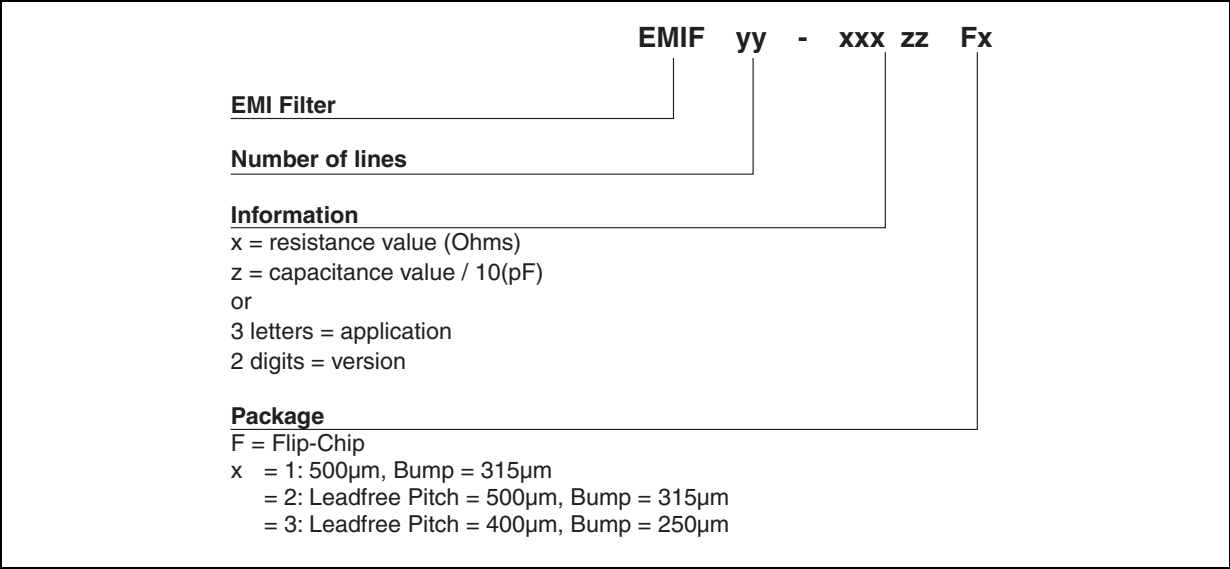 EMIF yy - xxx zz Fx
EMI Filter
Number of lines
Information
x = resistance value (Ohms)
z = capacitance value / 10(pF)
or
3 letters = application
2 digits = version
Package
F = Flip-Chip
x = 1: 500µm, Bump = 315µm
= 2: Leadfree Pitch = 500µm, Bump = 315µm
= 3: Leadfree Pitch = 400µm, Bump = 250µm